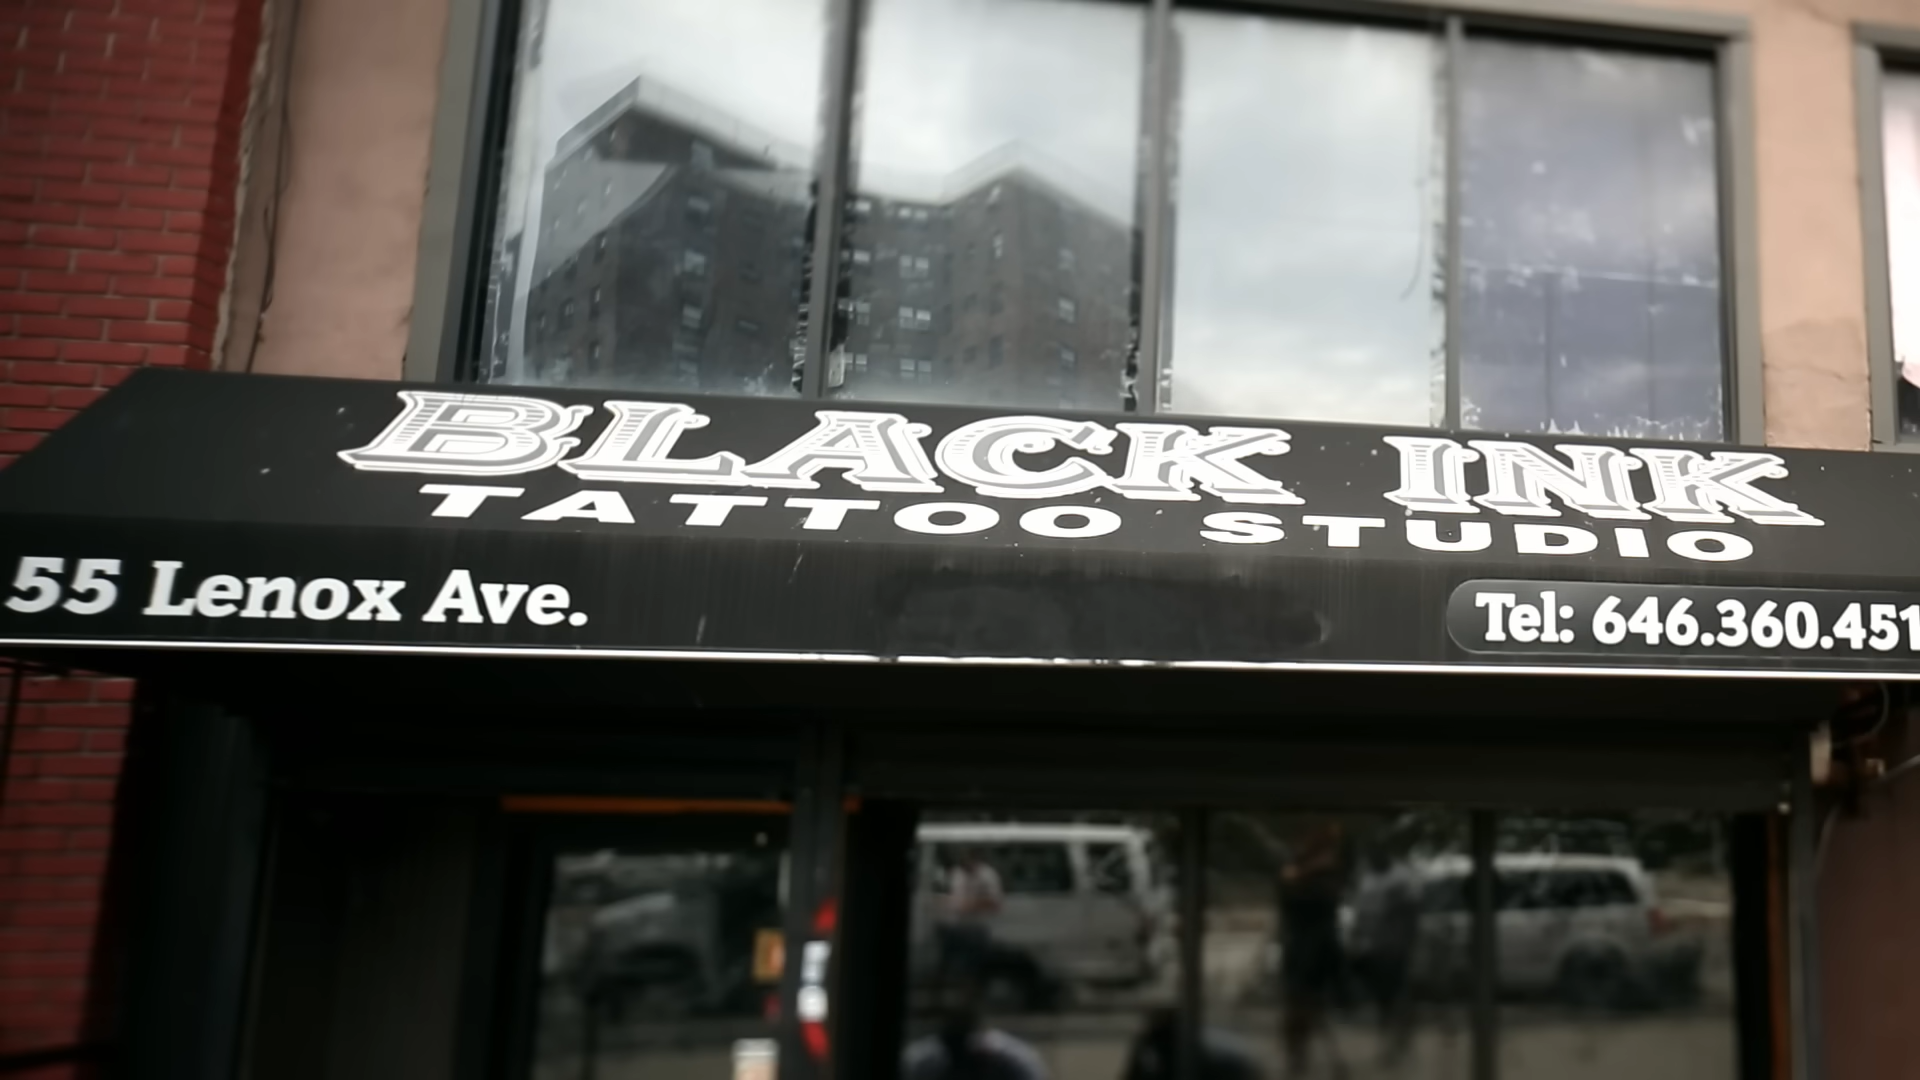 BLACK INK
TATTOO STUDIO
55 Lenox Ave.
Tel: 646.360.451